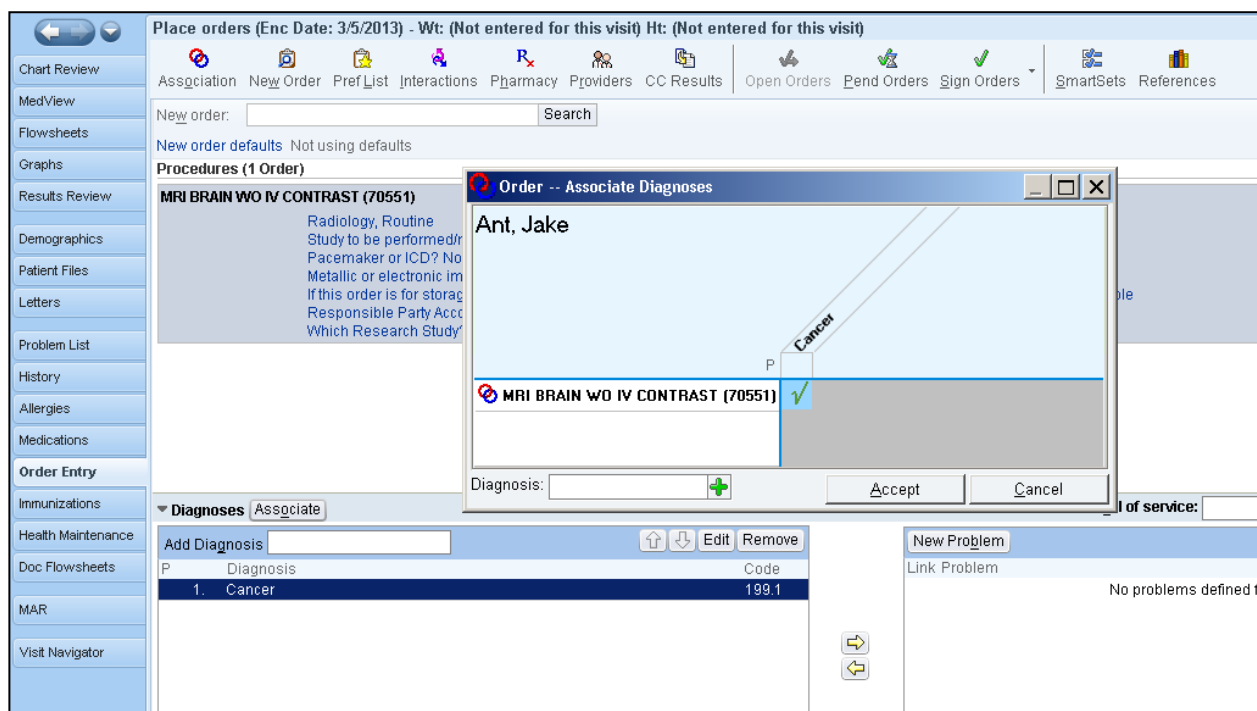 Place orders (Enc Date: 3/5/2013) - Wt: (Not entered for this visit) Ht: (Not entered for this visit)
Association New Order Pref List Interactions Pharmacy Providers CC Results Open Orders Pend Orders Sign Orders SmartSets References
New order: Search
New order defaults Not using defaults
Procedures (1 Order)
MRI BRAIN WO IV CONTRAST (70551)
Radiology, Routine
Study to be performed/r
Pacemaker or ICD? No
Metallic or electronic im
If this order is for storag
ple
Responsible Party Acco
Which Research Study?
Chart Review
MedView
Flowsheets
Graphs
Results Review
Demographics
Patient Files
Letters
Problem List
History
Allergies
Medications
Order Entry
Immunizations
Health Maintenance
Doc Flowsheets
MAR
Visit Navigator
Order -- Associate Diagnoses
Ant, Jake
Cancer
P
MRI BRAIN WO IV CONTRAST (70551)
Diagnosis: Accept Cancel
Diagnoses Associate
of service:
Add Diagnosis Edit Remove
P Diagnosis Code
1. Cancer 199.1
New Problem
Link Problem
No problems defined f